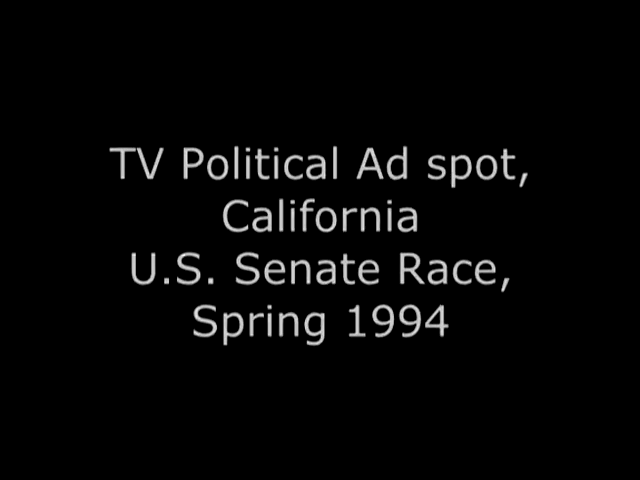 TV Political Ad spot,
California
U.S. Senate Race,
Spring 1994